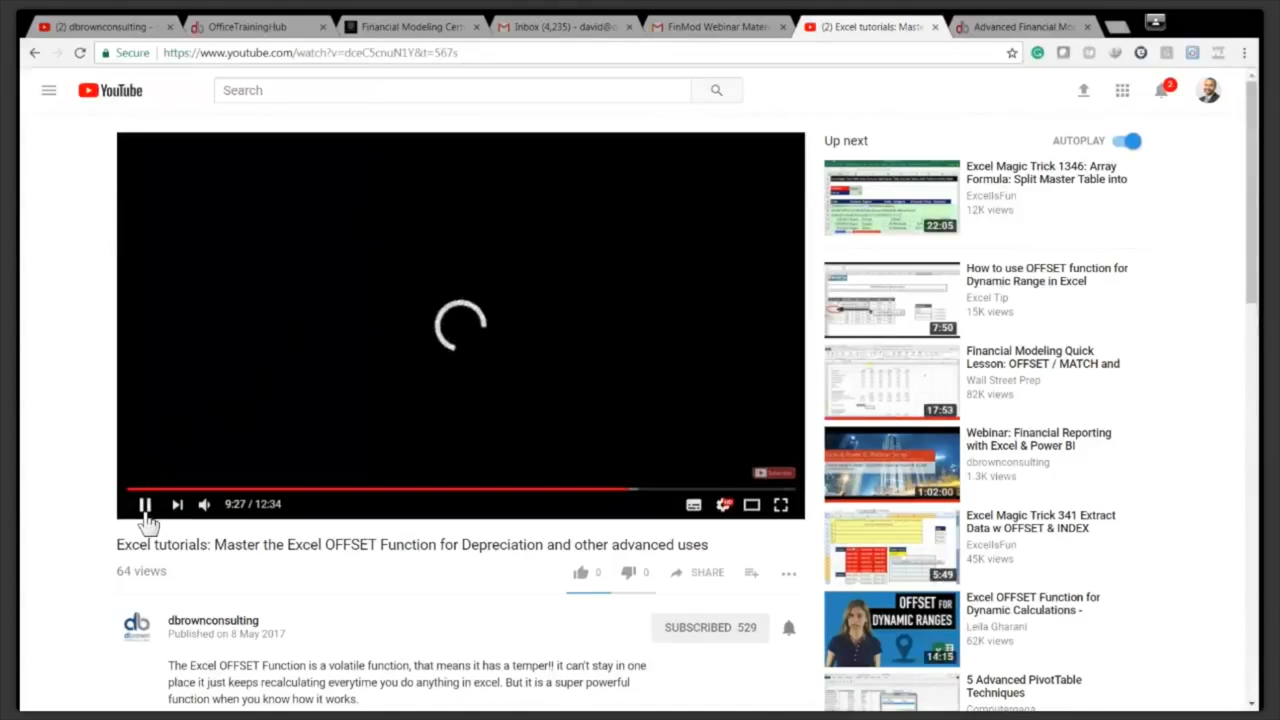 (2) dbrownconsulting -
OfficeTrainingHub
Financial Modeling Cer
Inbox (4,235) - david@
FinMod Webinar Mater
(2) Excel tutorials: Mast
Advanced Financial Mo
Secure
https://www.youtube.com/watch?v=dceC5cnuN1Y&t=567s
YouTube
Search
2
Up next
AUTOPLAY
Excel Magic Trick 1346: Array
Formula: Split Master Table into
ExcelIsFun
12K views
22:05
How to use OFFSET function for
Dynamic Range in Excel
Excel Tip
15K views
7:50
Financial Modeling Quick
Lesson: OFFSET / MATCH and
Wall Street Prep
82K views
17:53
Webinar: Financial Reporting
with Excel & Power BI
dbrownconsulting
1.3K views
1:02:00
Excel Magic Trick 341 Extract
Data w OFFSET & INDEX
ExcelIsFun
45K views
5:49
OFFSET FOR
DYNAMIC RANGES
14:15
Excel OFFSET Function for
Dynamic Calculations -
Leila Gharani
62K views
5 Advanced PivotTable
Techniques
Computergaga
Subscribe
9:27 / 12:34
HD
Excel tutorials: Master the Excel OFFSET Function for Depreciation and other advanced uses
64 views
0
0
SHARE
db
dbrown
dbrownconsulting
Published on 8 May 2017
SUBSCRIBED 529
The Excel OFFSET Function is a volatile function, that means it has a temper!! it can't stay in one
place it just keeps recalculating everytime you do anything in excel. But it is a super powerful
function when you know how it works.